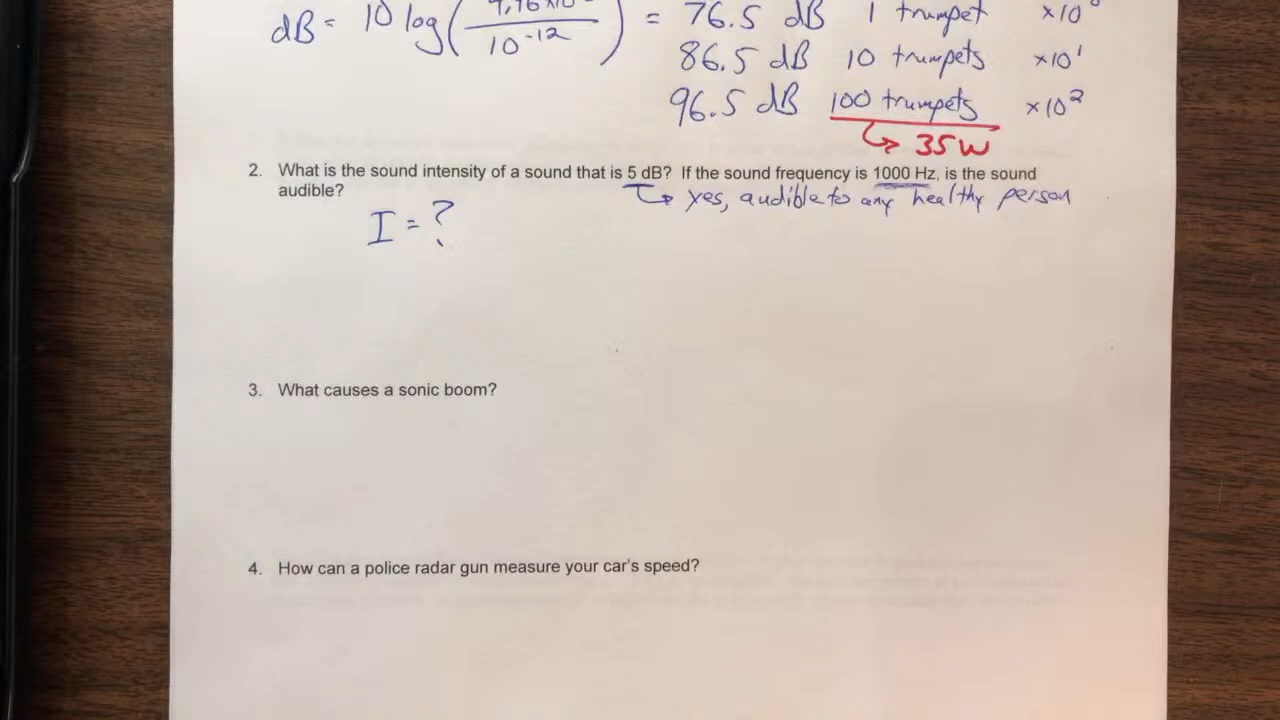 dB = 10 log( / 10⁻¹² ) = 76.5 dB 1 trumpet ×10⁰
86.5 dB 10 trumpets ×10¹
96.5 dB 100 trumpets ×10²
↳ 35W
2. What is the sound intensity of a sound that is 5 dB? If the sound frequency is 1000 Hz, is the sound
audible?
↳ yes, audible to any healthy person
I = ?
3. What causes a sonic boom?
4. How can a police radar gun measure your car's speed?